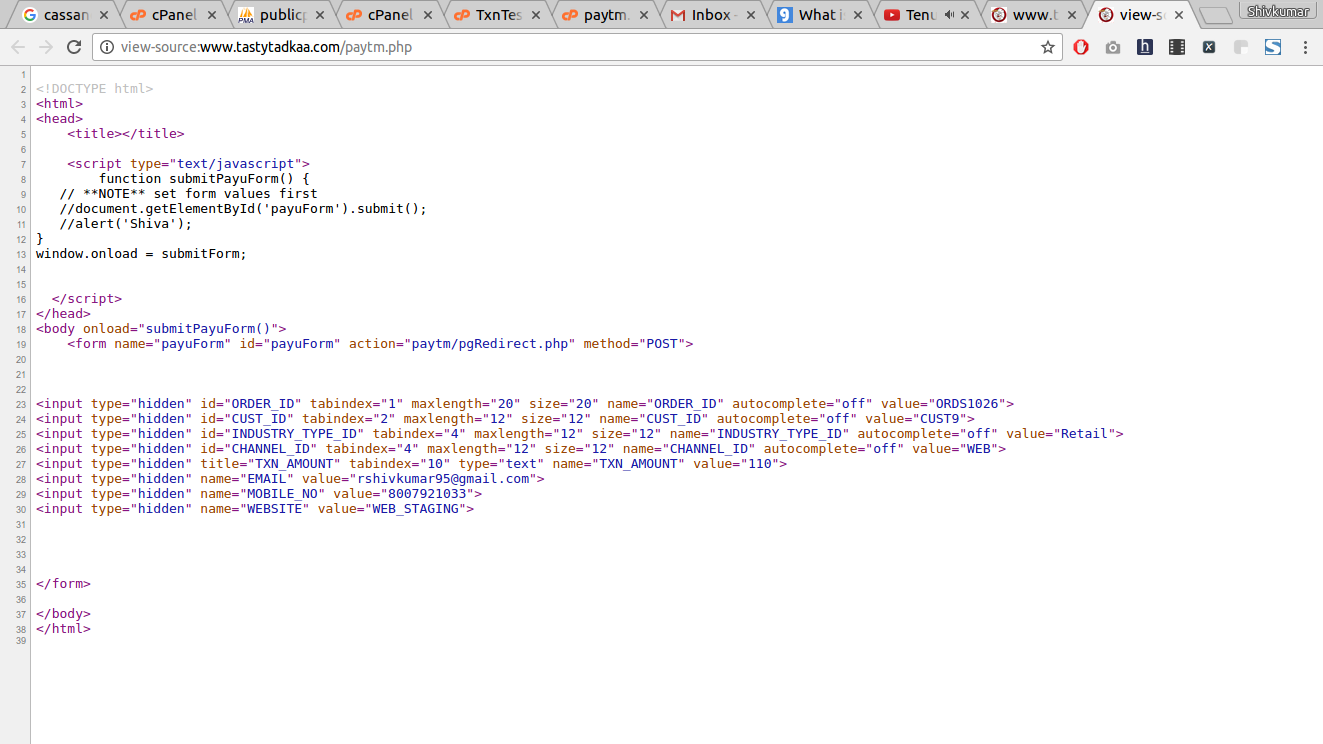 cassan cPanel publicp cPanel TxnTes paytm. Inbox - What is Tenu www.t view-so Shivkumar
view-source:www.tastytadkaa.com/paytm.php
1
2 <!DOCTYPE html>
3 <html>
4 <head>
5 <title></title>
6
7 <script type="text/javascript">
8 function submitPayuForm() {
9 // **NOTE** set form values first
10 //document.getElementById('payuForm').submit();
11 //alert('Shiva');
12 }
13 window.onload = submitForm;
14
15
16 </script>
17 </head>
18 <body onload="submitPayuForm()">
19 <form name="payuForm" id="payuForm" action="paytm/pgRedirect.php" method="POST">
20
21
22
23 <input type="hidden" id="ORDER_ID" tabindex="1" maxlength="20" size="20" name="ORDER_ID" autocomplete="off" value="ORDS1026">
24 <input type="hidden" id="CUST_ID" tabindex="2" maxlength="12" size="12" name="CUST_ID" autocomplete="off" value="CUST9">
25 <input type="hidden" id="INDUSTRY_TYPE_ID" tabindex="4" maxlength="12" size="12" name="INDUSTRY_TYPE_ID" autocomplete="off" value="Retail">
26 <input type="hidden" id="CHANNEL_ID" tabindex="4" maxlength="12" size="12" name="CHANNEL_ID" autocomplete="off" value="WEB">
27 <input type="hidden" title="TXN_AMOUNT" tabindex="10" type="text" name="TXN_AMOUNT" value="110">
28 <input type="hidden" name="EMAIL" value="rshivkumar95@gmail.com">
29 <input type="hidden" name="MOBILE_NO" value="8007921033">
30 <input type="hidden" name="WEBSITE" value="WEB_STAGING">
31
32
33
34
35 </form>
36
37 </body>
38 </html>
39